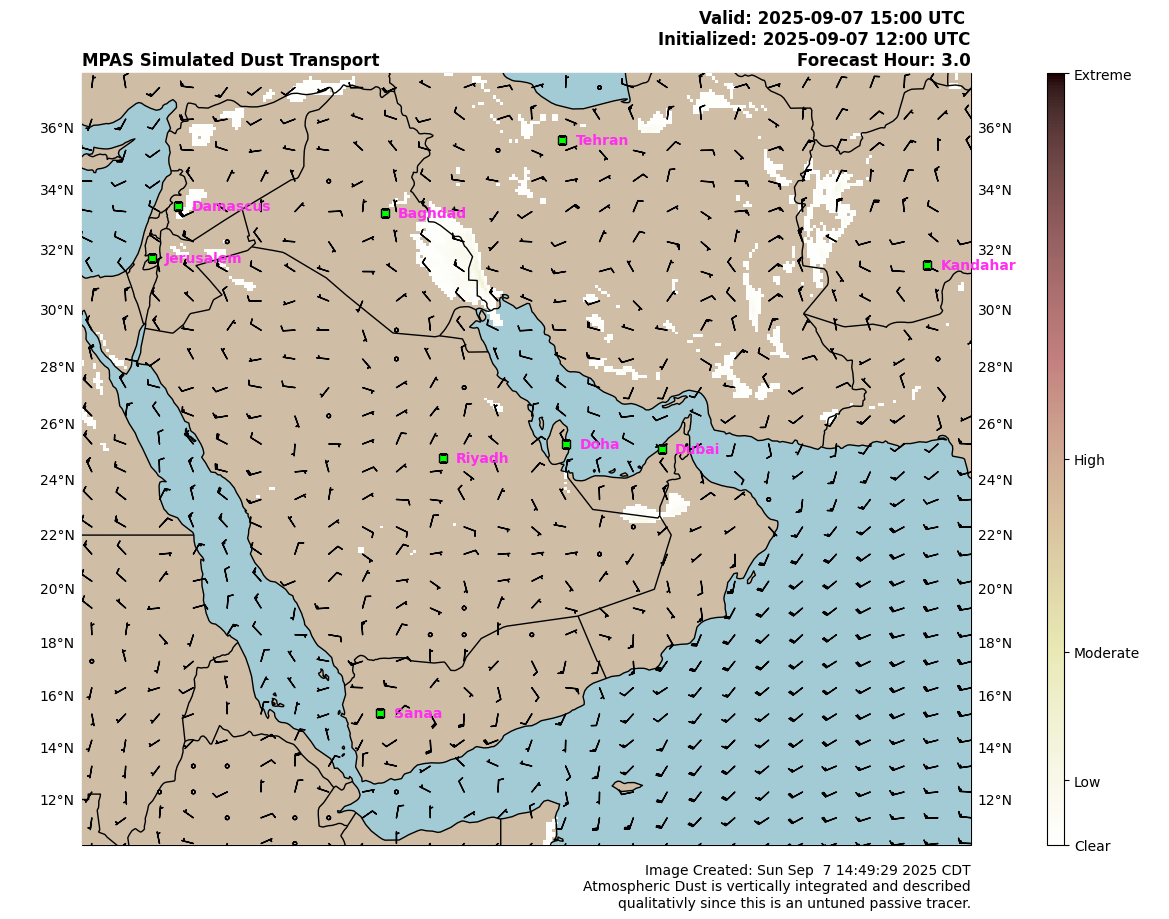 Valid: 2025-09-07 15:00 UTC
Initialized: 2025-09-07 12:00 UTC
MPAS Simulated Dust Transport
Forecast Hour: 3.0
Extreme
36°N
Tehran
36°N
34°N
34°N
Damascus
Baghdad
32°N
32°N
Jerusalem
Kandahar
30°N
30°N
28°N
28°N
26°N
26°N
Doha
Dubai
Riyadh
High
24°N
24°N
22°N
22°N
20°N
20°N
18°N
18°N
Moderate
16°N
16°N
Sanaa
14°N
14°N
Low
12°N
12°N
Clear
Image Created: Sun Sep  7 14:49:29 2025 CDT
Atmospheric Dust is vertically integrated and described
qualitativly since this is an untuned passive tracer.